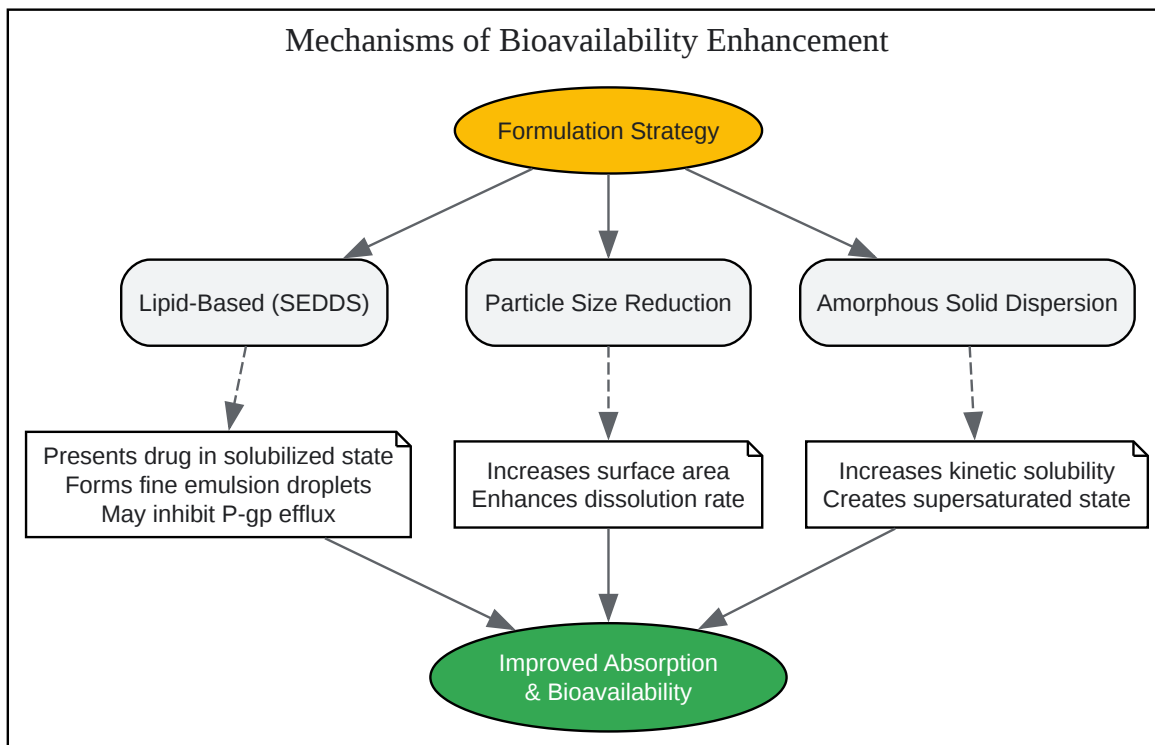 Mechanisms of Bioavailability Enhancement
Formulation Strategy
Lipid-Based (SEDDS)
Particle Size Reduction
Amorphous Solid Dispersion
Presents drug in solubilized state
Forms fine emulsion droplets
May inhibit P-gp efflux
Increases surface area
Enhances dissolution rate
Increases kinetic solubility
Creates supersaturated state
Improved Absorption
& Bioavailability